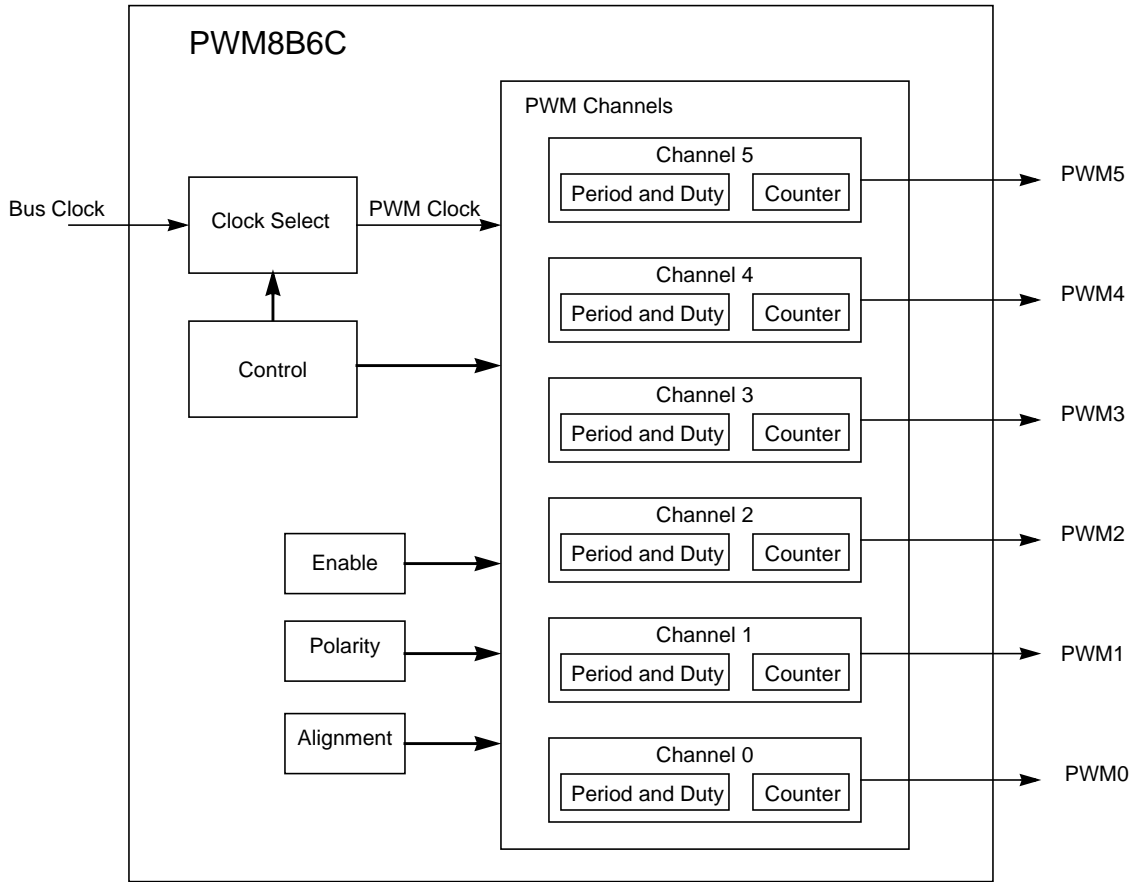 PWM8B6C
PWM Channels
Bus Clock
Clock Select
PWM Clock
Control
Enable
Polarity
Alignment
Channel 5
Period and Duty
Counter
PWM5
Channel 4
Period and Duty
Counter
PWM4
Channel 3
Period and Duty
Counter
PWM3
Channel 2
Period and Duty
Counter
PWM2
Channel 1
Period and Duty
Counter
PWM1
Channel 0
Period and Duty
Counter
PWM0